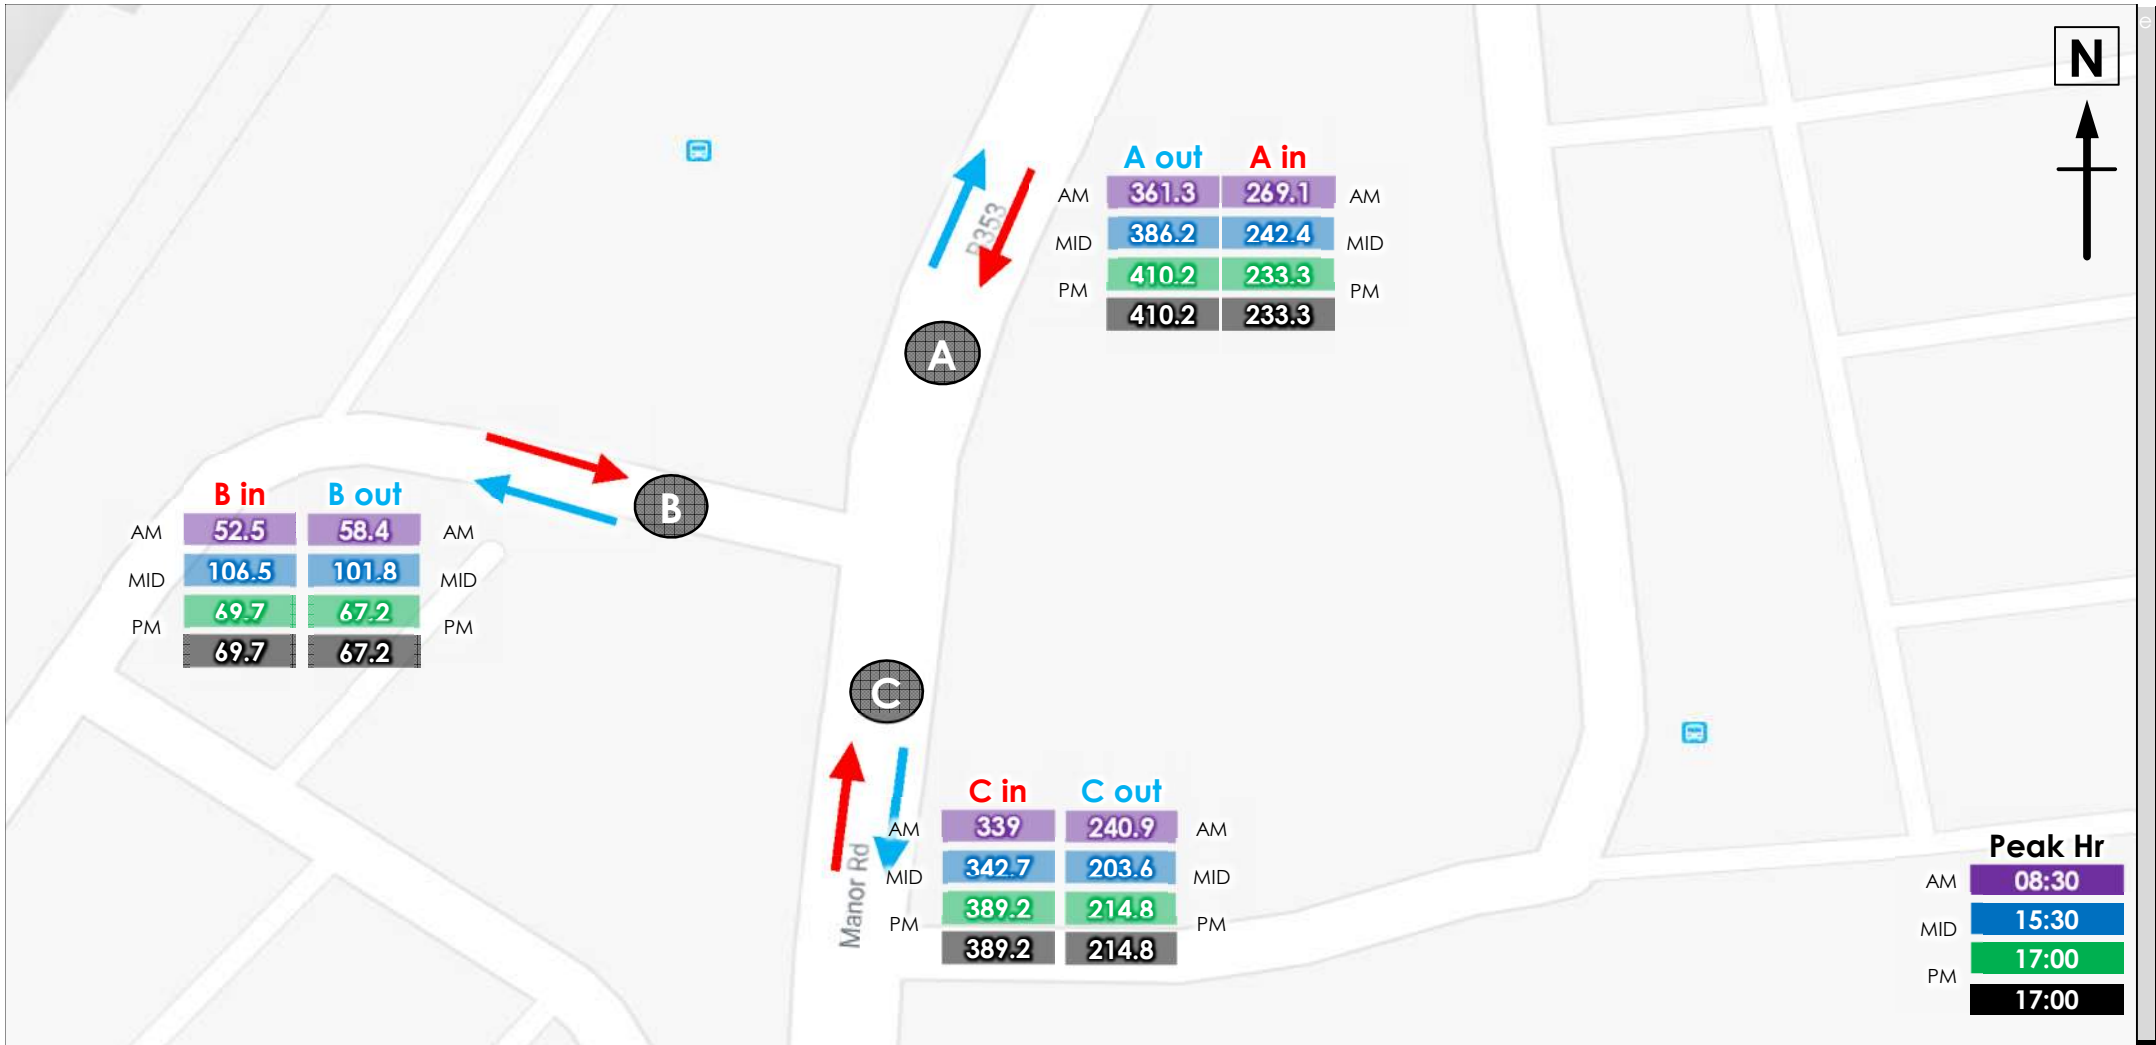 N
A out A in
AM 361.3 269.1 AM
MID 386.2 242.4 MID
PM 410.2 233.3 PM
410.2 233.3
B353
A
B
B in B out
AM 52.5 58.4 AM
MID 106.5 101.8 MID
PM 69.7 67.2 PM
69.7 67.2
C
C in C out
AM 339 240.9 AM
MID 342.7 203.6 MID
PM 389.2 214.8 PM
389.2 214.8
Manor Rd
Peak Hr
AM 08:30
MID 15:30
PM 17:00
17:00